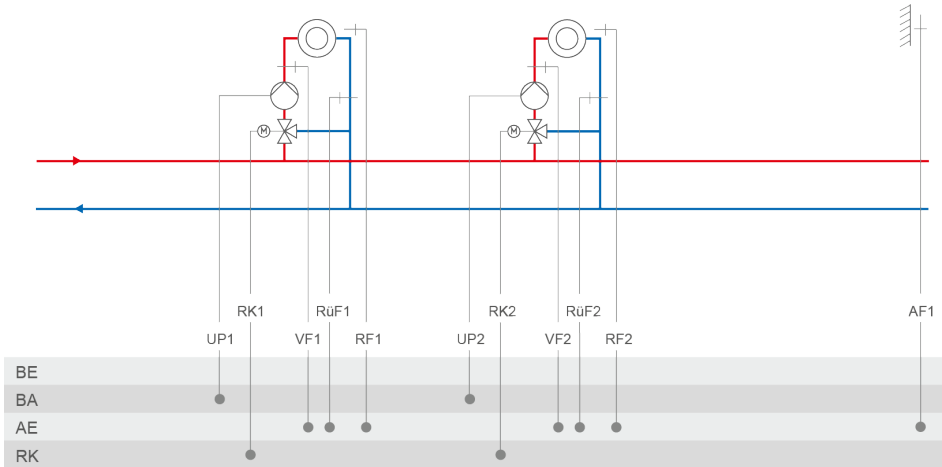 M M
RK1 RüF1 RK2 RüF2 AF1
UP1 VF1 RF1 UP2 VF2 RF2
BE
BA
AE
RK